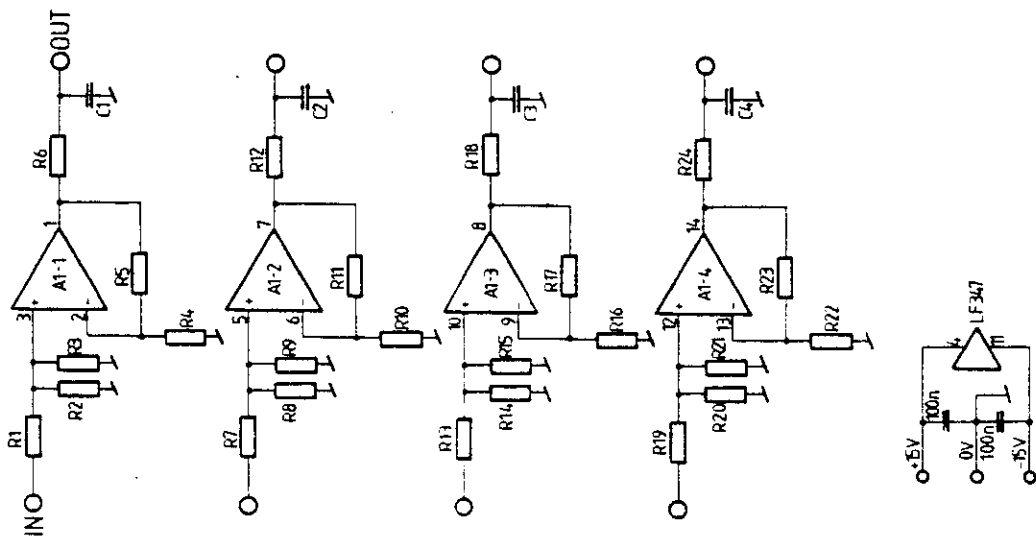 IN
R1
R2
R3
3
2
+
-
A1-1
1
R4
R5
R6
C1
OUT
R7
R8
R9
5
6
+
-
A1-2
7
R10
R11
R12
C2
R13
R14
R15
10
9
+
-
A1-3
8
R16
R17
R18
C3
R19
R20
R21
12
13
+
-
A1-4
14
R22
R23
R24
C4
+15V
100n
0V
100n
-15V
4
11
LF347